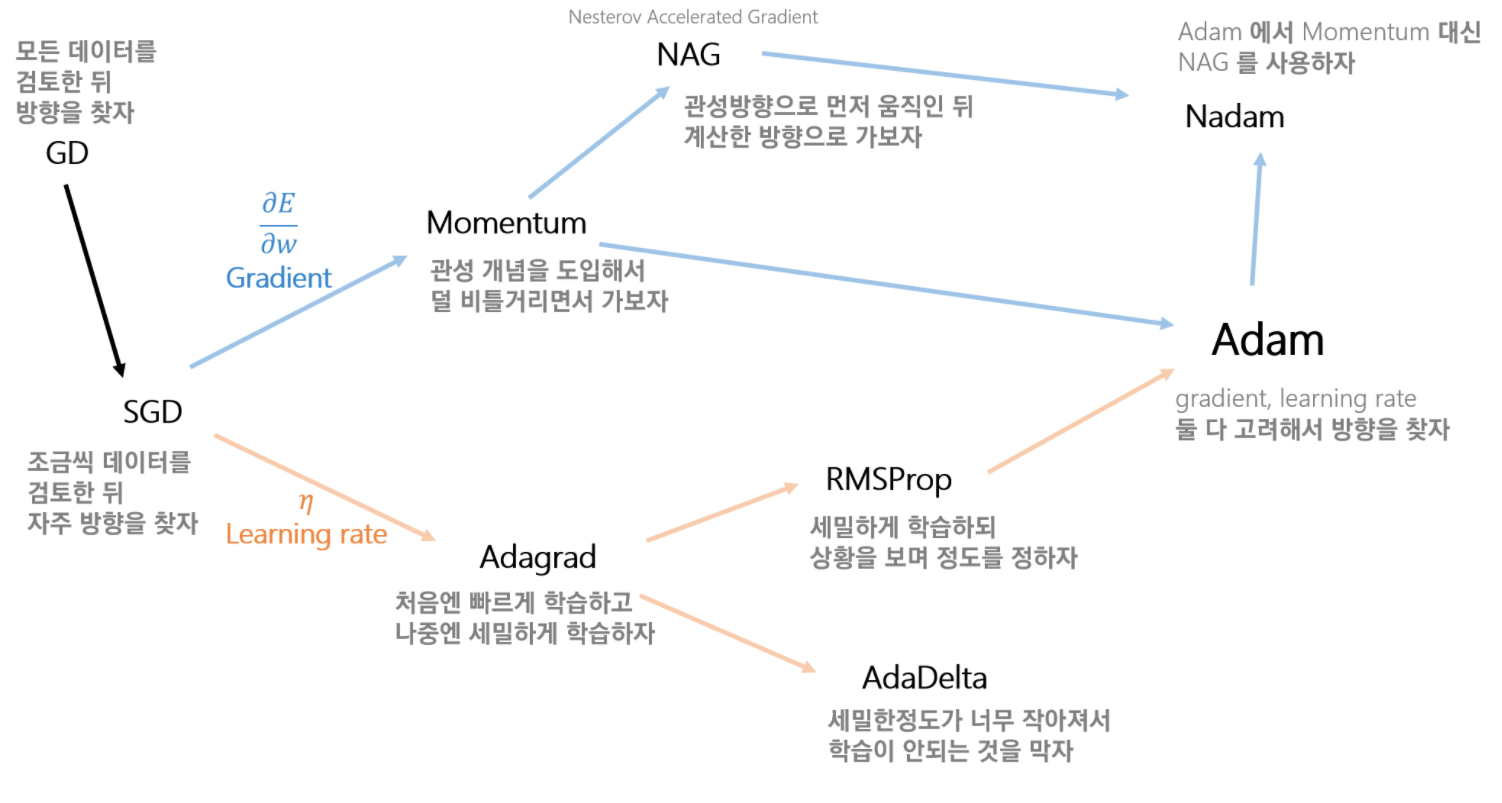 모든 데이터를
검토한 뒤
방향을 찾자
GD
SGD
조금씩 데이터를
검토한 뒤
자주 방향을 찾자
∂E
∂w
Gradient
η
Learning rate
Momentum
관성 개념을 도입해서
덜 비틀거리면서 가보자
Nesterov Accelerated Gradient
NAG
관성방향으로 먼저 움직인 뒤
계산한 방향으로 가보자
Adagrad
처음엔 빠르게 학습하고
나중엔 세밀하게 학습하자
RMSProp
세밀하게 학습하되
상황을 보며 정도를 정하자
AdaDelta
세밀한정도가 너무 작아져서
학습이 안되는 것을 막자
Adam 에서 Momentum 대신
NAG 를 사용하자
Nadam
Adam
gradient, learning rate
둘 다 고려해서 방향을 찾자